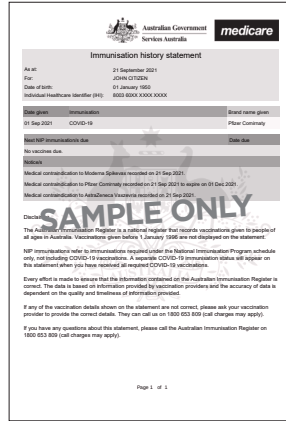 Australian Government
Services Australia
medicare
Immunisation history statement
As at: 21 September 2021
For: JOHN CITIZEN
Date of birth: 01 January 1950
Individual Healthcare Identifier (IHI): 8003 60XX XXXX XXXX
Date given Immunisation Brand name given
01 Sep 2021 COVID-19 Pfizer Comirnaty
Next NIP immunisation/s due Date due
No vaccines due.
Notice/s
Medical contraindication to Moderna Spikevax recorded on 21 Sep 2021.
Medical contraindication to Pfizer Comirnaty recorded on 21 Sep 2021 to expire on 01 Dec 2021.
Medical contraindication to AstraZeneca Vaxzevria recorded on 21 Sep 2021.
SAMPLE ONLY
Disclaimer
The Australian Immunisation Register is a national register that records vaccinations given to people of
all ages in Australia. Vaccinations given before 1 January 1996 are not displayed on the statement.
NIP immunisations refer to immunisations required under the National Immunisation Program schedule
only, not including COVID-19 vaccinations. A separate COVID-19 immunisation status will appear on
this statement when you have received all required COVID-19 vaccinations.
Every effort is made to ensure that the information contained on the Australian Immunisation Register is
correct. The data is based on information provided by vaccination providers and the accuracy of data is
dependent on the quality and timeliness of information provided.
If any of the vaccination details shown on the statement are not correct, please ask your vaccination
provider to provide the correct details. They can call us on 1800 653 809 (call charges may apply).
If you have any questions about this statement, please call the Australian Immunisation Register on
1800 653 809 (call charges may apply).
Page 1 of 1